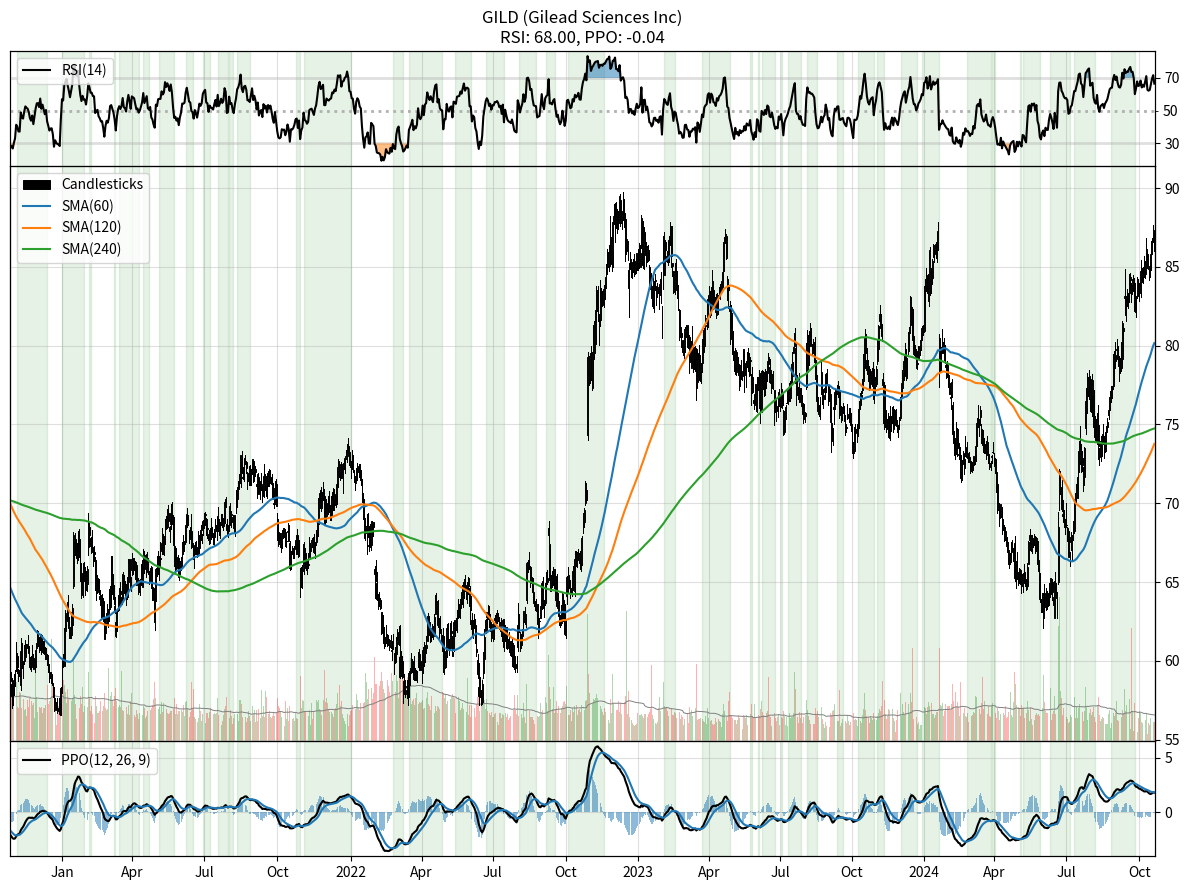 GILD (Gilead Sciences Inc)
RSI: 68.00, PPO: -0.04
RSI(14)
70
50
30
Candlesticks
SMA(60)
SMA(120)
SMA(240)
90
85
80
75
70
65
60
55
PPO(12, 26, 9)
5
0
Jan Apr Jul Oct 2022 Apr Jul Oct 2023 Apr Jul Oct 2024 Apr Jul Oct